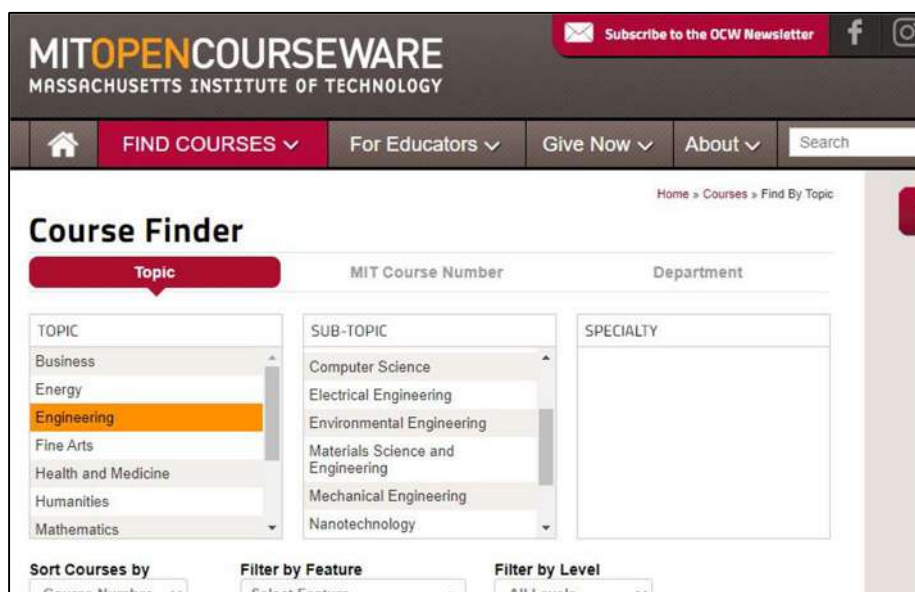 Subscribe to the OCW Newsletter
MITOPENCOURSEWARE
MASSACHUSETTS INSTITUTE OF TECHNOLOGY
FIND COURSES For Educators Give Now About Search
Home » Courses » Find By Topic
Course Finder
Topic MIT Course Number Department
TOPIC
Business
Energy
Engineering
Fine Arts
Health and Medicine
Humanities
Mathematics
SUB-TOPIC
Computer Science
Electrical Engineering
Environmental Engineering
Materials Science and
Engineering
Mechanical Engineering
Nanotechnology
SPECIALTY
Sort Courses by Filter by Feature Filter by Level